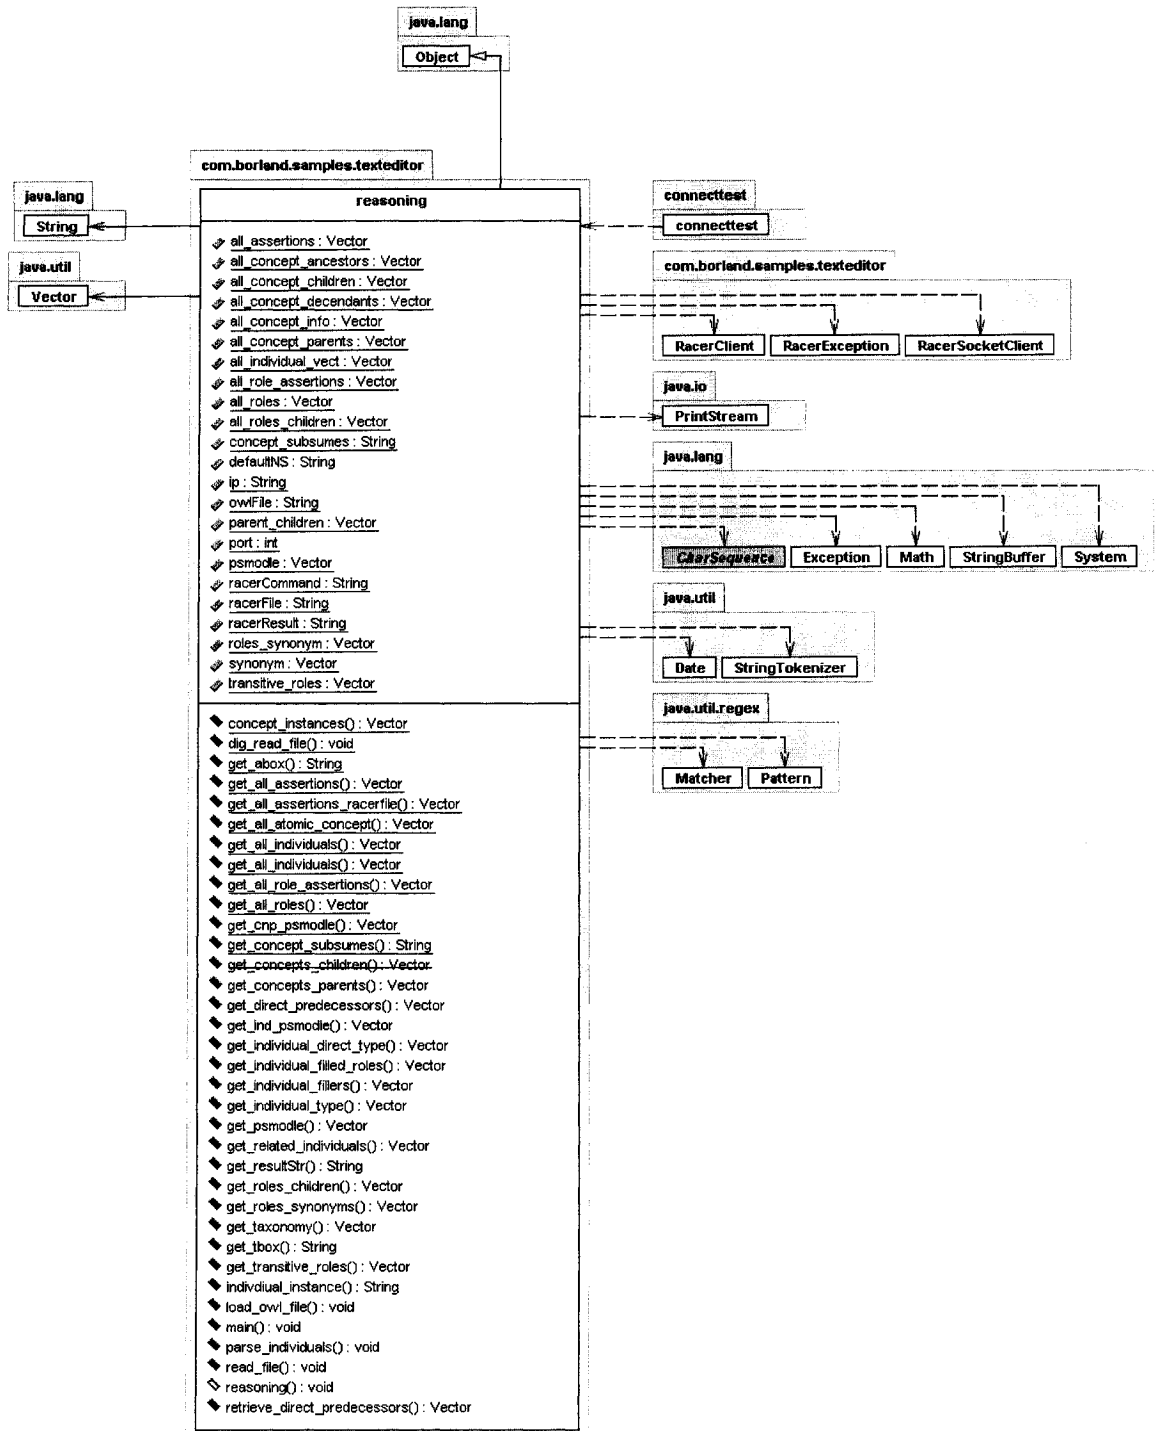 java.lang
Object
com.borland.samples.texteditor
reasoning
java.lang
String
java.util
Vector
all_assertions : Vector
all_concept_ancestors : Vector
all_concept_children : Vector
all_concept_decendants : Vector
all_concept_info : Vector
all_concept_parents : Vector
all_individual_vect : Vector
all_role_assertions : Vector
all_roles : Vector
all_roles_children : Vector
concept_subsumes : String
defaultNS : String
ip : String
owlFile : String
parent_children : Vector
port : int
psmodle : Vector
racerCommand : String
racerFile : String
racerResult : String
roles_synonym : Vector
synonym : Vector
transitive_roles : Vector
concept_instances() : Vector
dig_read_file() : void
get_abox() : String
get_all_assertions() : Vector
get_all_assertions_racerfile() : Vector
get_all_atomic_concept() : Vector
get_all_individuals() : Vector
get_all_individuals() : Vector
get_all_role_assertions() : Vector
get_all_roles() : Vector
get_cnp_psmodle() : Vector
get_concept_subsumes() : String
get_concepts_children() : Vector
get_concepts_parents() : Vector
get_direct_predecessors() : Vector
get_ind_psmodle() : Vector
get_individual_direct_type() : Vector
get_individual_filled_roles() : Vector
get_individual_fillers() : Vector
get_individual_type() : Vector
get_psmodle() : Vector
get_related_individuals() : Vector
get_resultStr() : String
get_roles_children() : Vector
get_roles_synonyms() : Vector
get_taxonomy() : Vector
get_tbox() : String
get_transitive_roles() : Vector
indivdiual_instance() : String
load_owl_file() : void
main() : void
parse_individuals() : void
read_file() : void
reasoning() : void
retrieve_direct_predecessors() : Vector
connecttest
connecttest
com.borland.samples.texteditor
RacerClient RacerException RacerSocketClient
java.io
PrintStream
java.lang
CharSequence Exception Math StringBuffer System
java.util
Date StringTokenizer
java.util.regex
Matcher Pattern